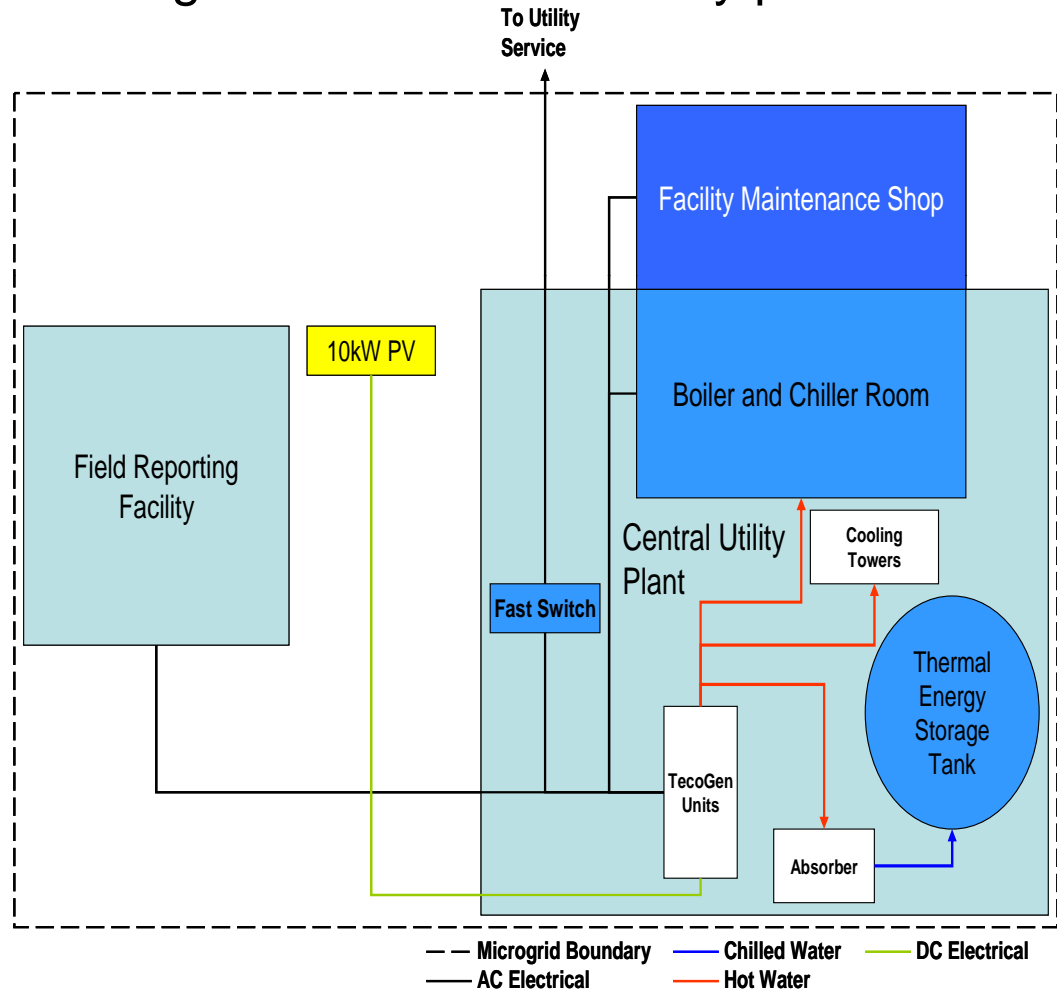 To Utility
Service
Facility Maintenance Shop
10kW PV
Boiler and Chiller Room
Field Reporting
Facility
Cooling
Towers
Central Utility
Plant
Fast Switch
Thermal
Energy
Storage
Tank
TecoGen
Units
Absorber
Microgrid Boundary
Chilled Water
DC Electrical
AC Electrical
Hot Water